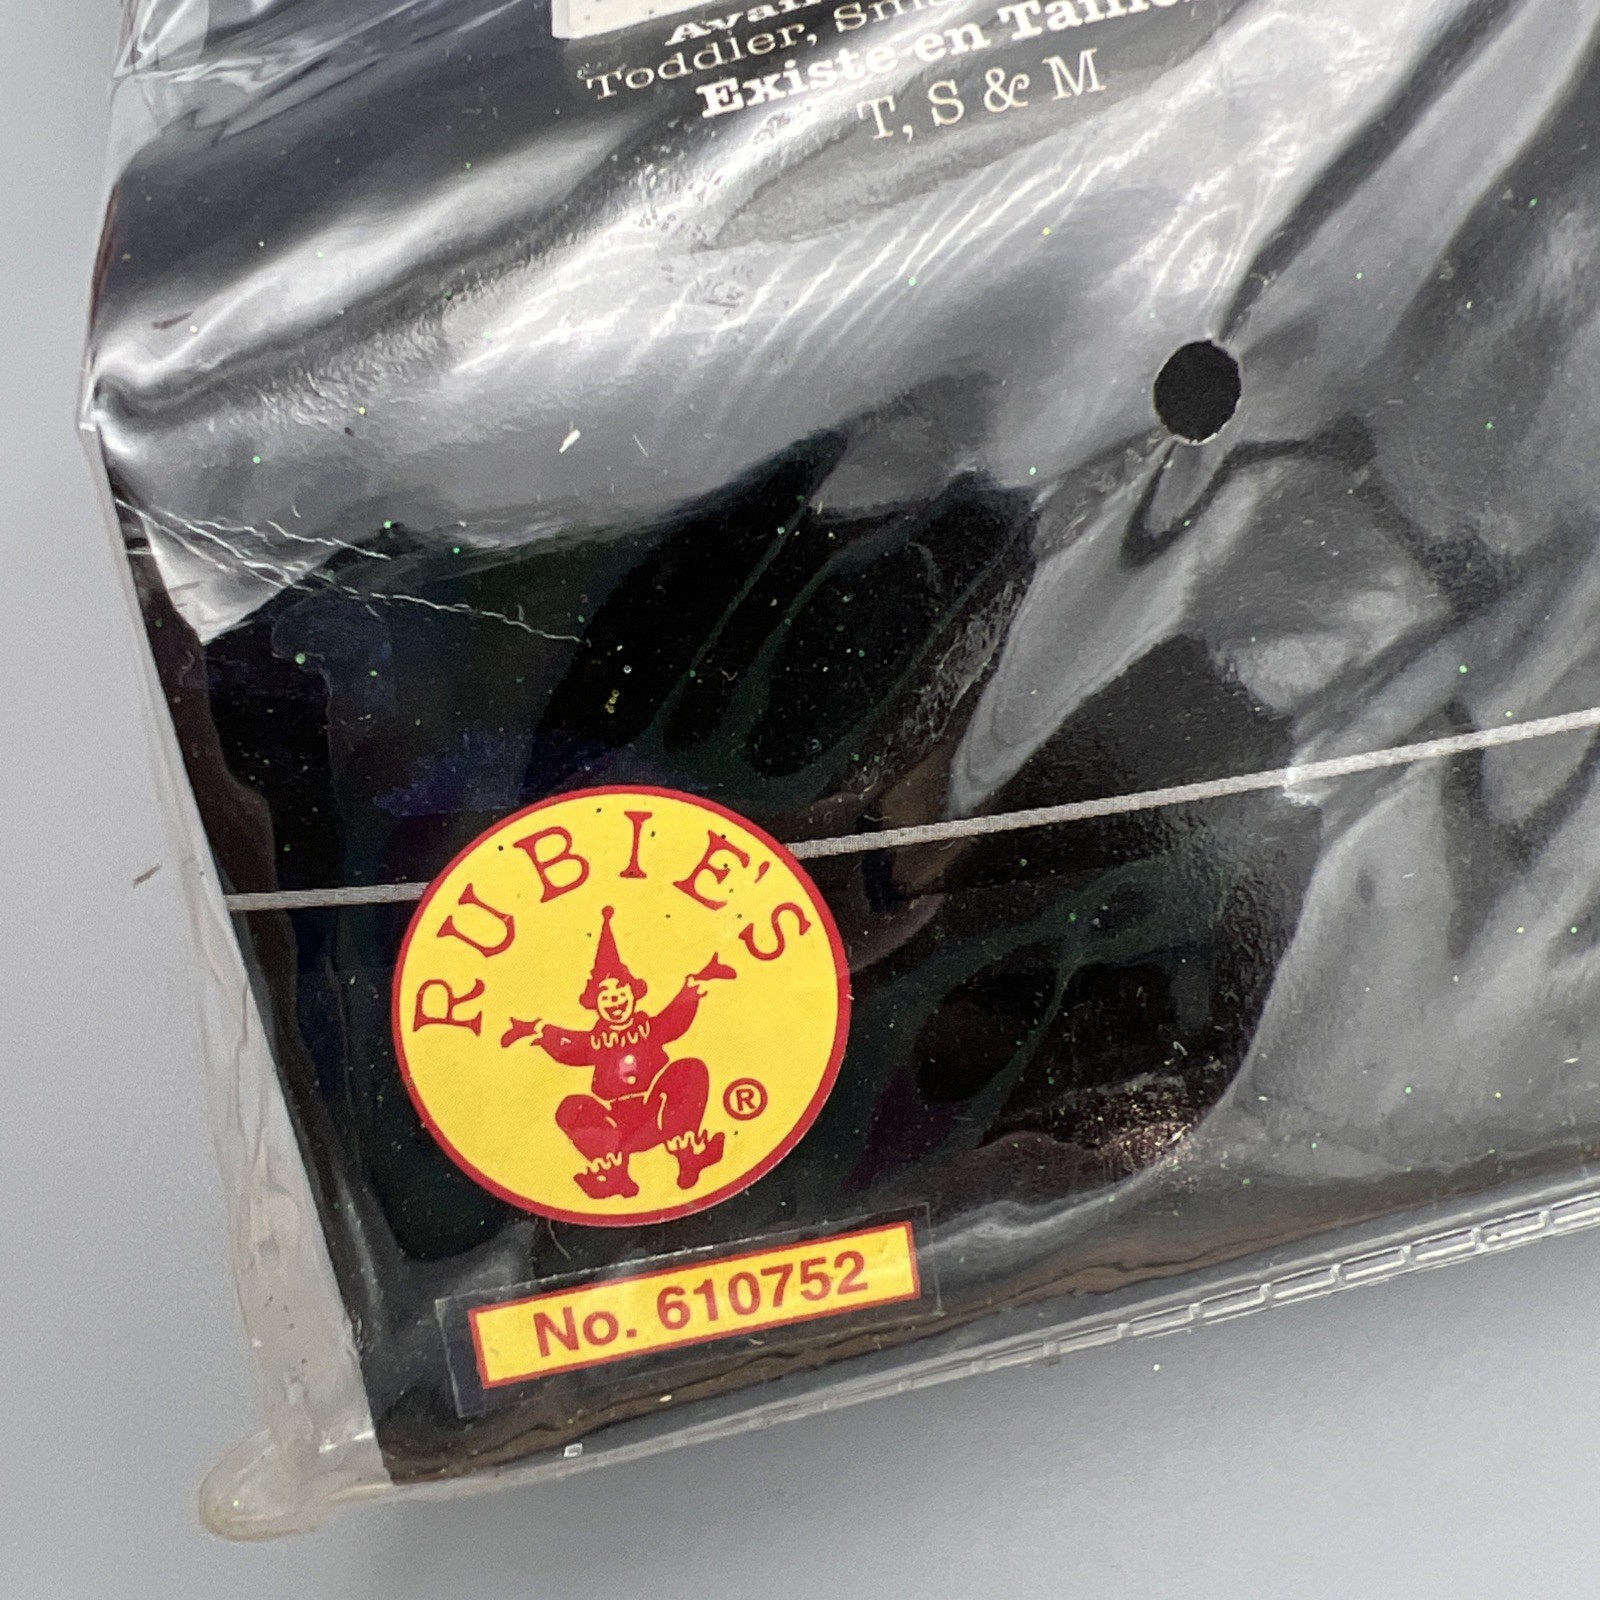 Toddler,
Existe en
T, S & M
RUBIE'S
®
No. 610752